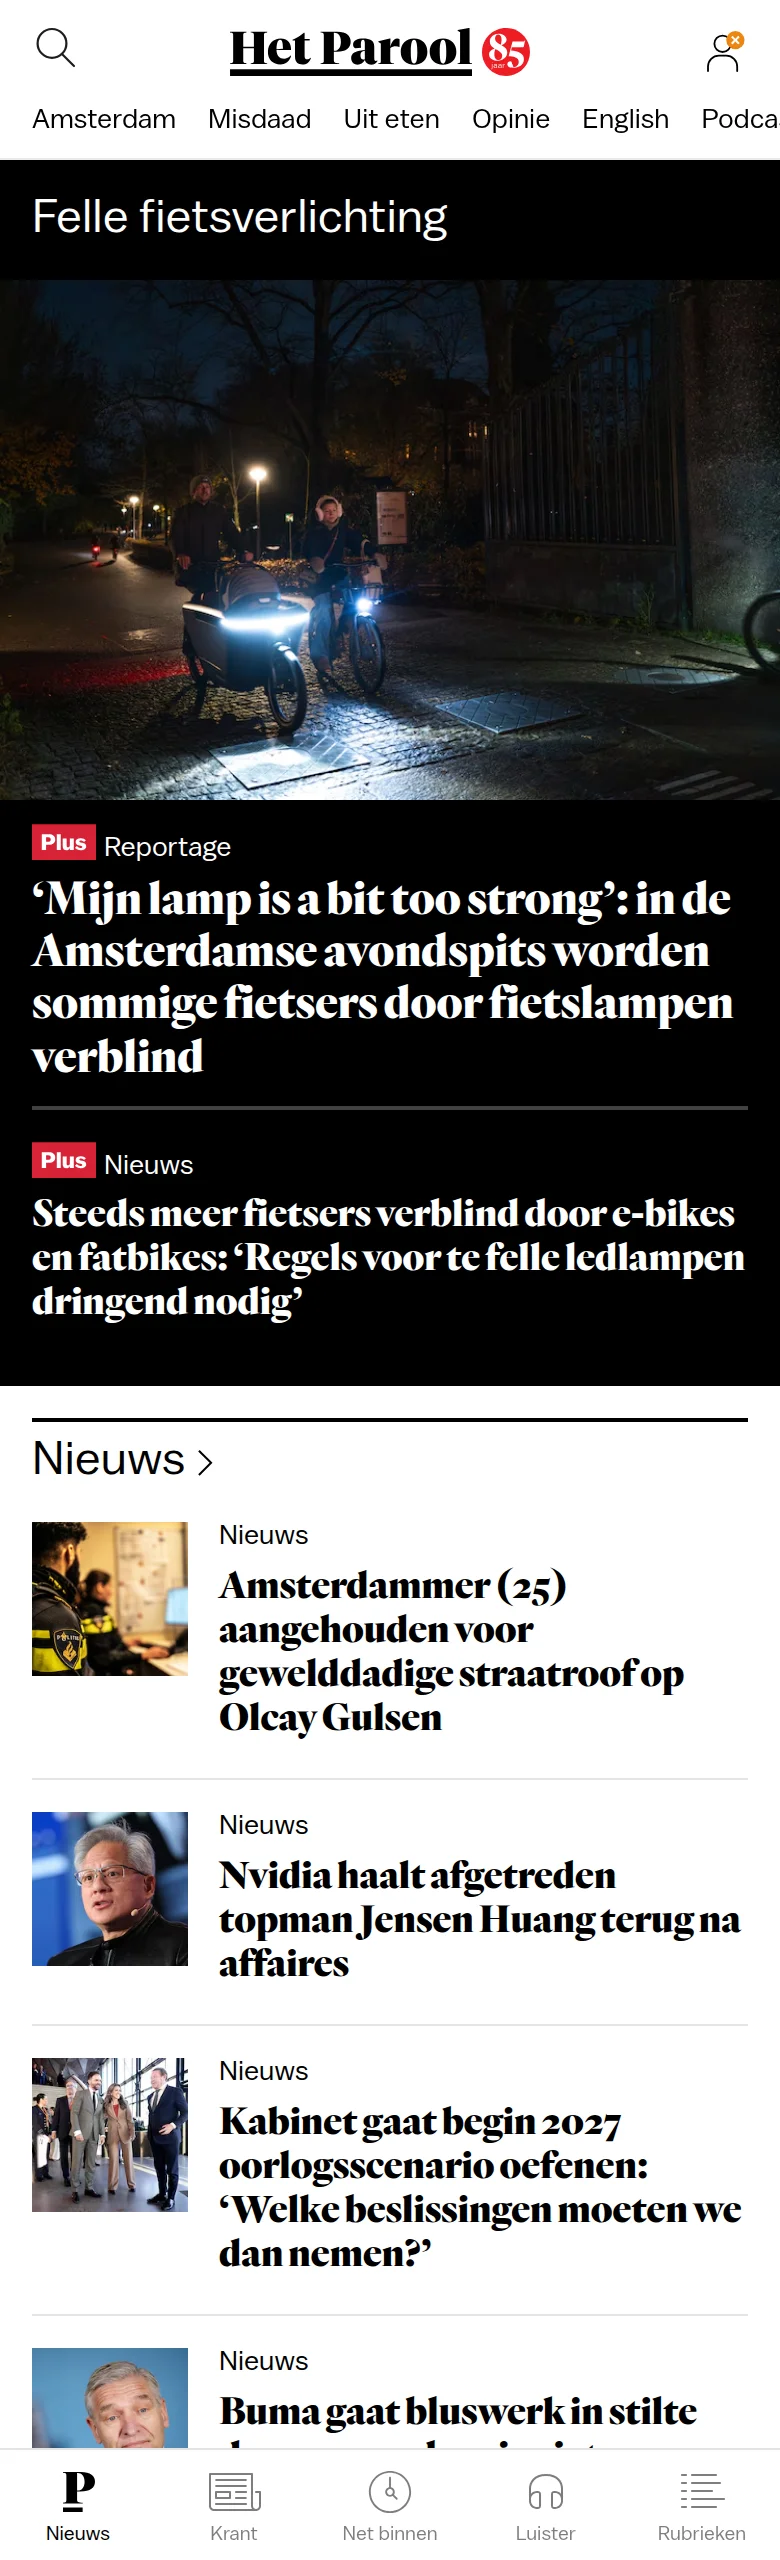 Het Parool 85 jaar
Amsterdam Misdaad Uit eten Opinie English Podca
Felle fietsverlichting
Plus Reportage
‘Mijn lamp is a bit too strong’: in de
Amsterdamse avondspits worden
sommige fietsers door fietslampen
verblind
Plus Nieuws
Steeds meer fietsers verblind door e-bikes
en fatbikes: ‘Regels voor te felle ledlampen
dringend nodig’
Nieuws
Nieuws
Amsterdammer (25)
aangehouden voor
gewelddadige straatroof op
Olcay Gulsen
POLITIE
Nieuws
Nvidia haalt afgetreden
topman Jensen Huang terug na
affaires
Nieuws
Kabinet gaat begin 2027
oorlogsscenario oefenen:
‘Welke beslissingen moeten we
dan nemen?’
Nieuws
Buma gaat bluswerk in stilte
Nieuws Krant Net binnen Luister Rubrieken